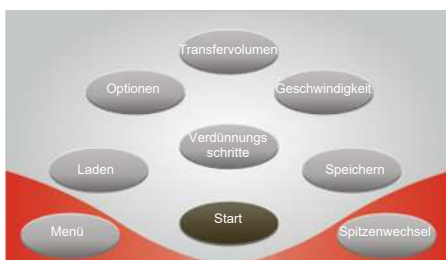 Transfervolumen
Optionen
Geschwindigkeit
Verdünnungs
schritte
Laden
Speichern
Start
Menü
Spitzenwechsel